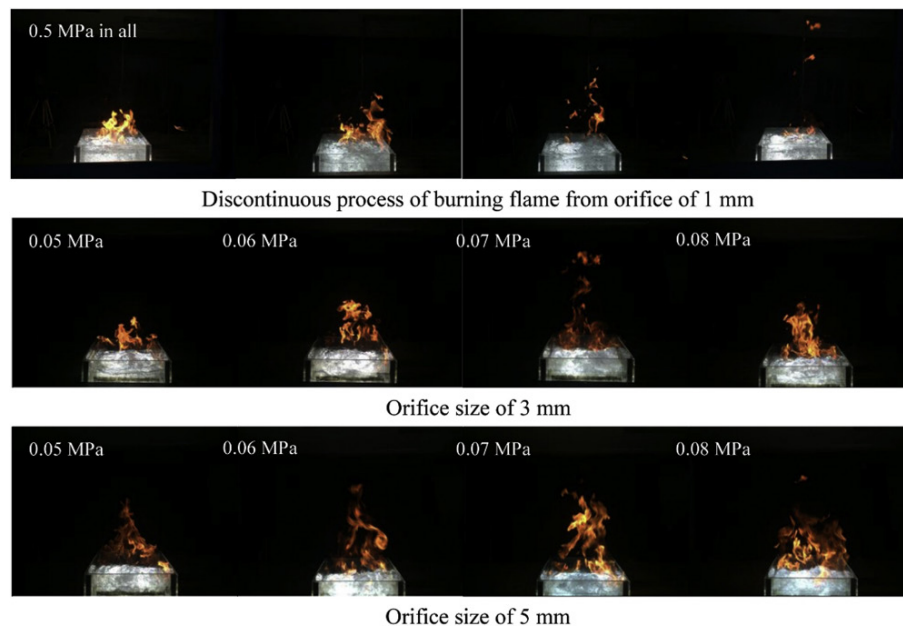 0.5 MPa in all
Discontinuous process of burning flame from orifice of 1 mm
0.05 MPa 0.06 MPa 0.07 MPa 0.08 MPa
Orifice size of 3 mm
0.05 MPa 0.06 MPa 0.07 MPa 0.08 MPa
Orifice size of 5 mm